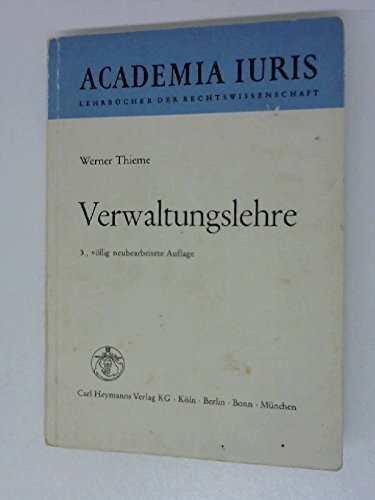 ACADEMIA IURIS
LEHRBÜCHER DER RECHTSWISSENSCHAFT
Werner Thieme
Verwaltungslehre
3., völlig neubearbeitete Auflage
Carl Heymanns Verlag KG · Köln · Berlin · Bonn · München